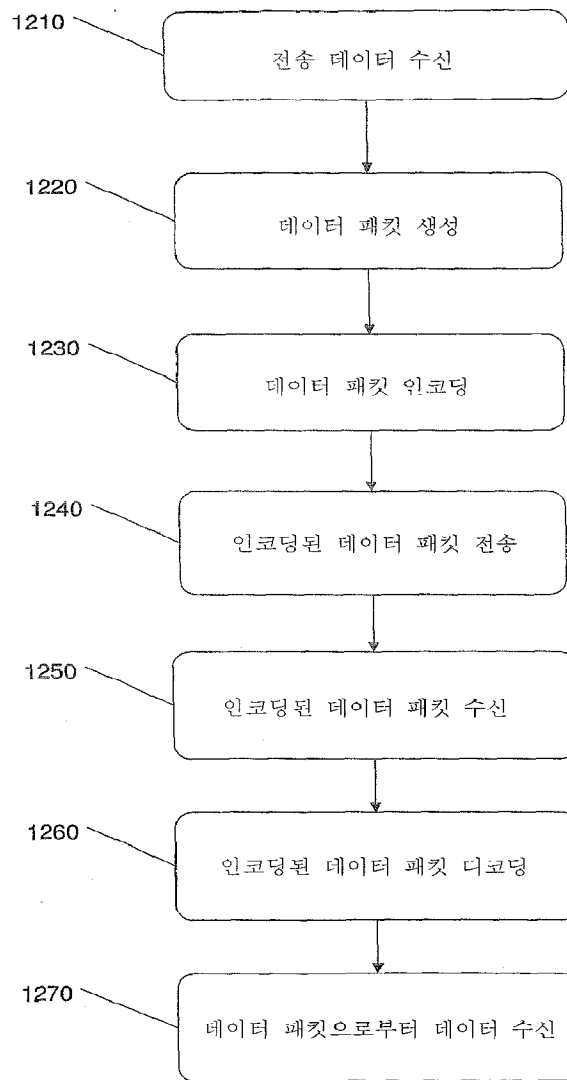 1210
전송 데이터 수신
1220
데이터 패킷 생성
1230
데이터 패킷 인코딩
1240
인코딩된 데이터 패킷 전송
1250
인코딩된 데이터 패킷 수신
1260
인코딩된 데이터 패킷 디코딩
1270
데이터 패킷으로부터 데이터 수신